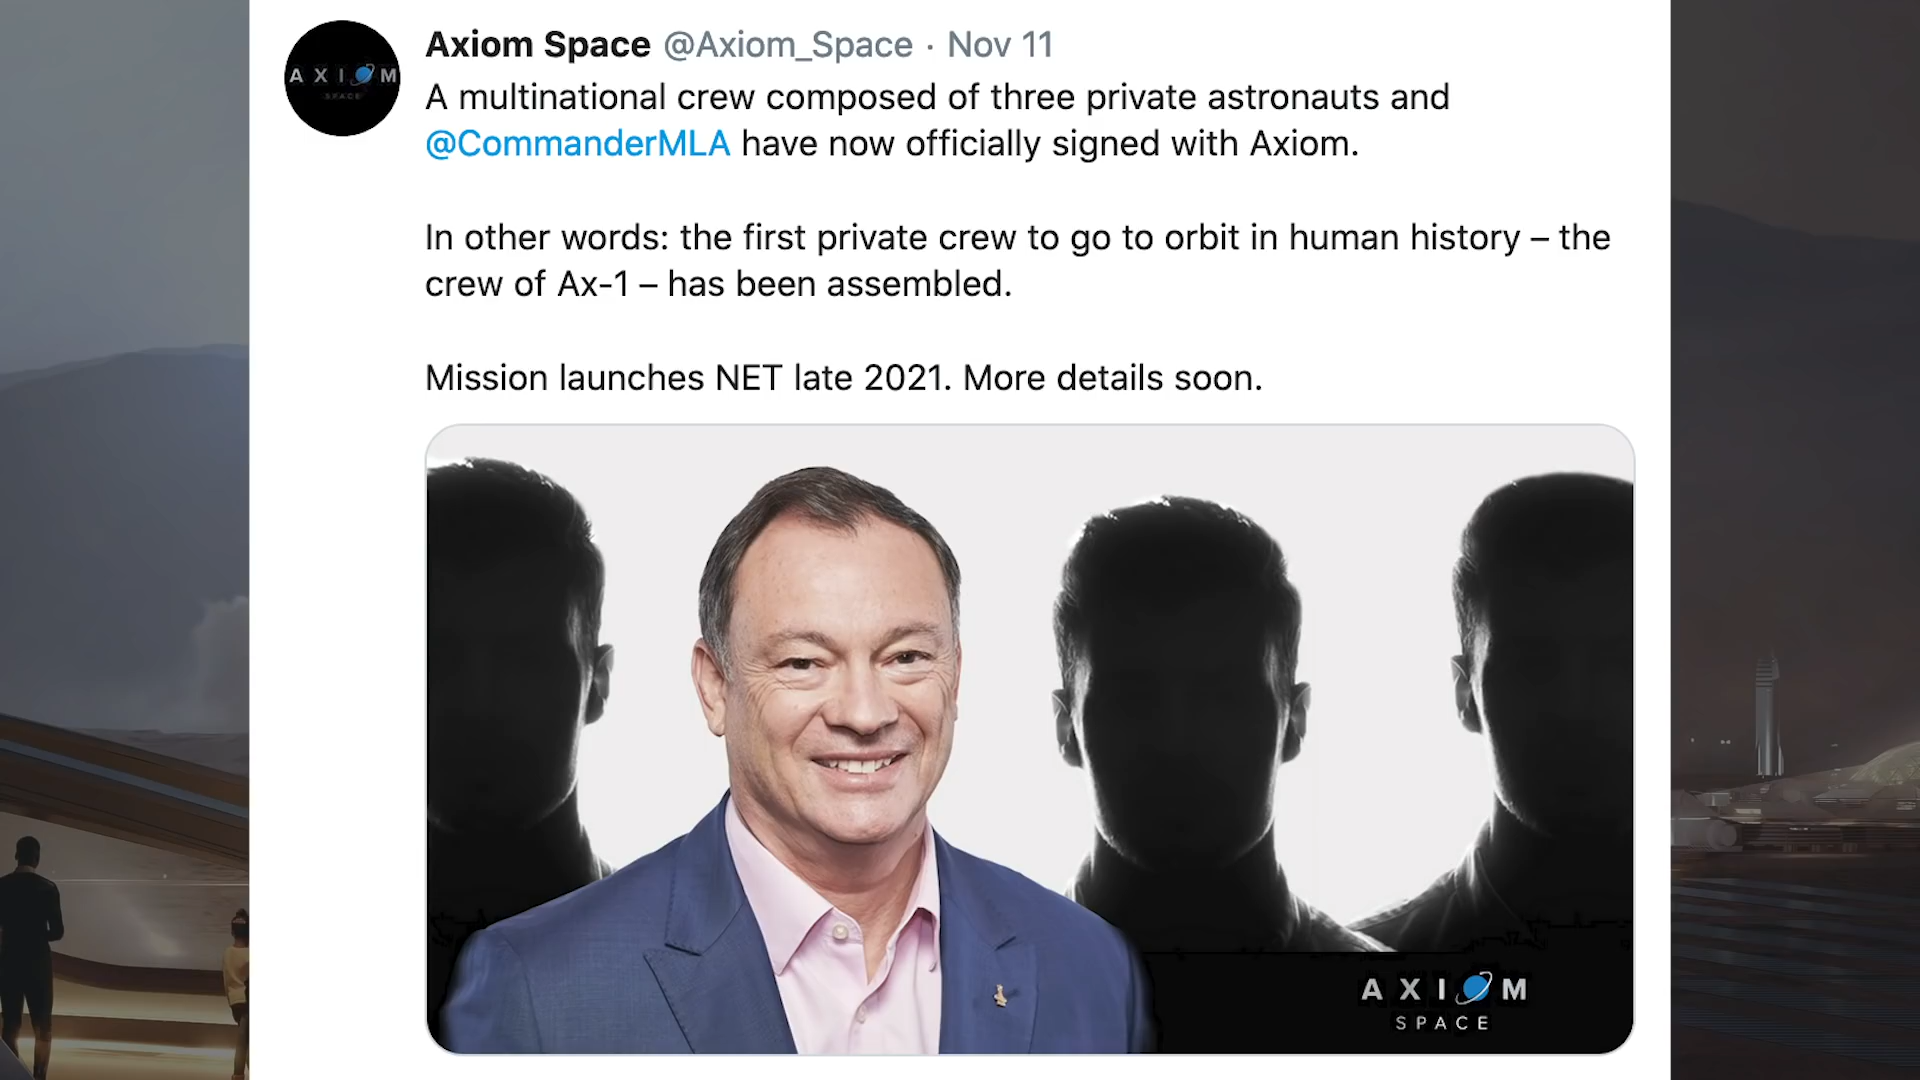 Axiom Space @Axiom_Space · Nov 11
AXIOM
SPACE
A multinational crew composed of three private astronauts and
@CommanderMLA have now officially signed with Axiom.
In other words: the first private crew to go to orbit in human history – the
crew of Ax-1 – has been assembled.
Mission launches NET late 2021. More details soon.
AXIOM
SPACE